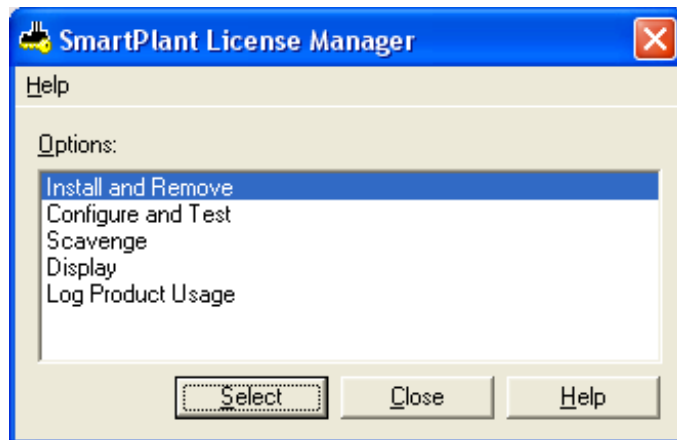 SmartPlant License Manager
Help
Options:
Install and Remove
Configure and Test
Scavenge
Display
Log Product Usage
Select Close Help